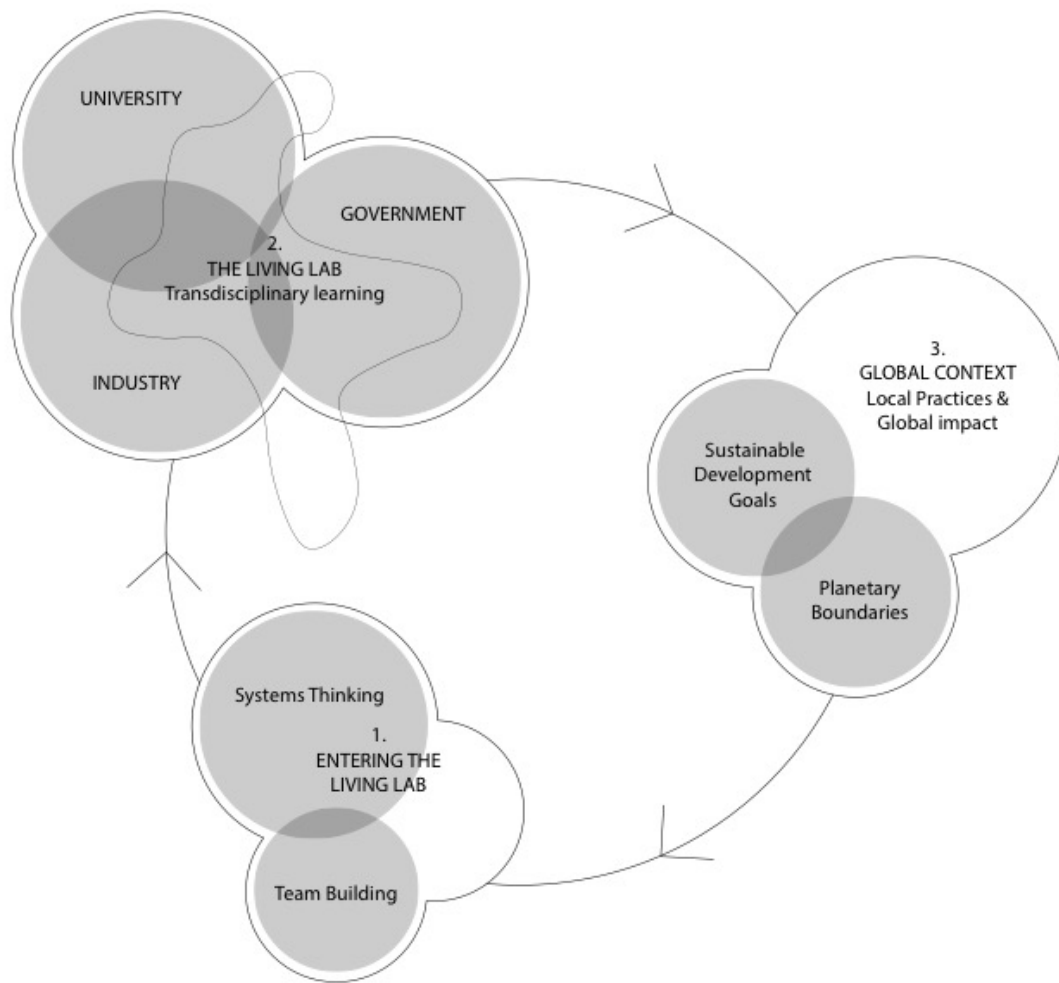 UNIVERSITY
GOVERNMENT
2.
THE LIVING LAB
Transdisciplinary learning
INDUSTRY
3.
GLOBAL CONTEXT
Local Practices &
Global impact
Sustainable
Development
Goals
Planetary
Boundaries
Systems Thinking
1.
ENTERING THE
LIVING LAB
Team Building